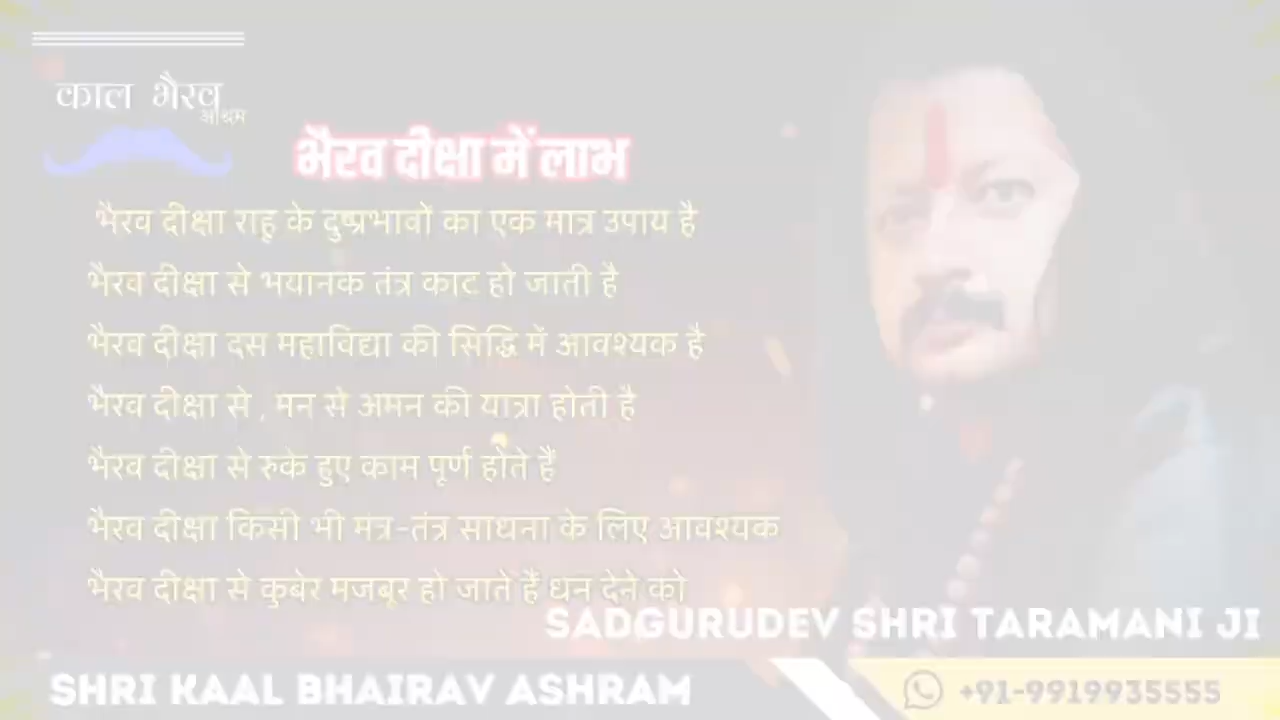 काल भैरव
आश्रम
भैरव दीक्षा में लाभ
भैरव दीक्षा राहू के दुष्प्रभावों का एक मात्र उपाय है
भैरव दीक्षा से भयानक तंत्र काट हो जाती है
भैरव दीक्षा दस महाविद्या की सिद्धि में आवश्यक है
भैरव दीक्षा से , मन से अमन की यात्रा होती है
भैरव दीक्षा से रुके हुए काम पूर्ण होते हैं
भैरव दीक्षा किसी भी मंत्र-तंत्र साधना के लिए आवश्यक
भैरव दीक्षा से कुबेर मजबूर हो जाते हैं धन देने को
SADGURUDEV SHRI TARAMANI JI
SHRI KAAL BHAIRAV ASHRAM
+91-9919935555